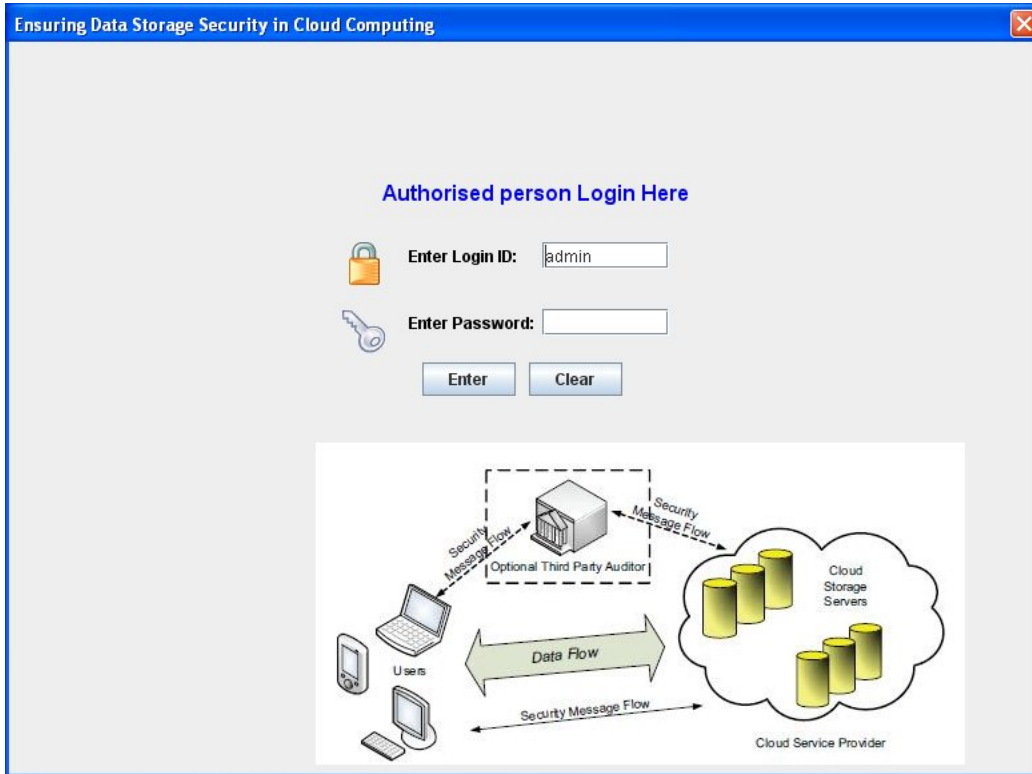 Ensuring Data Storage Security in Cloud Computing
Authorised person Login Here
Enter Login ID:
admin
Enter Password:
Enter
Clear
Security
Message Flow
Security
Message Flow
Optional Third Party Auditor
Cloud
Storage
Servers
Users
Data Flow
Security Message Flow
Cloud Service Provider